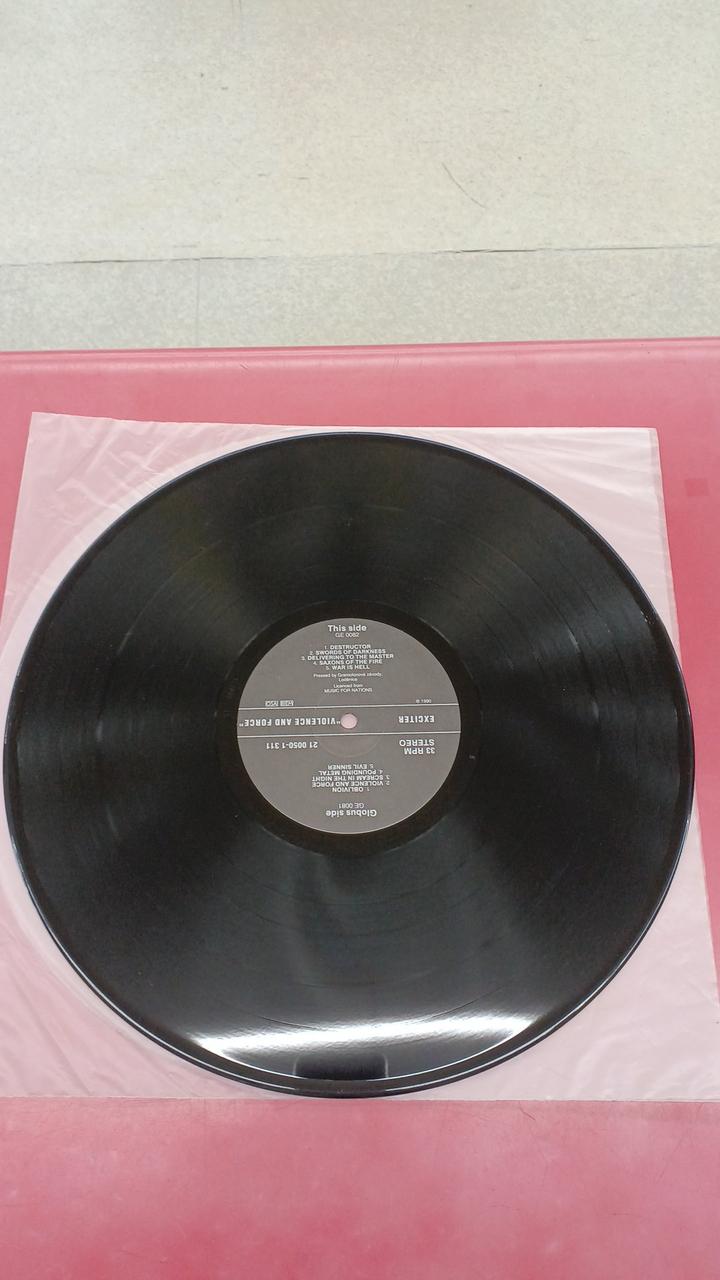 This side
GE 0082
1. DESTRUCTOR
2. SWORDS OF DARKNESS
3. DELIVERING TO THE MASTER
4. SAXONS OF THE FIRE
5. WAR IS HELL
Pressed by Gramofonové závody,
Loděnice
Licenced from
MUSIC FOR NATIONS
℗ 1990
EXCITER "VIOLENCE AND FORCE"
33 RPM
STEREO
21 0050-1 311
Globus side
GE 0081
1. OBLIVION
2. VIOLENCE AND FORCE
3. SCREAM IN THE NIGHT
4. POUNDING METAL
5. EVIL SINNER